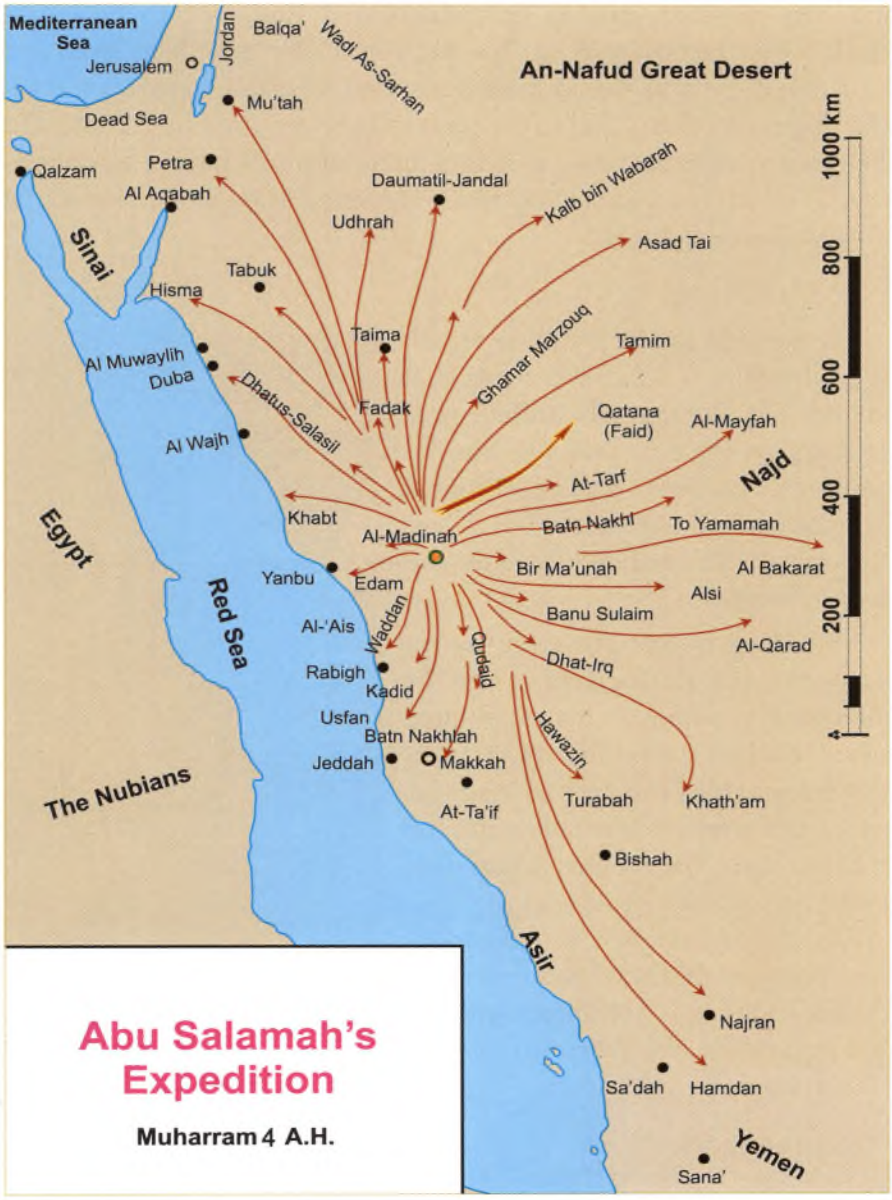 Mediterranean
Sea
Jordan
Balqa'
Wadi As-Sarhan
Jerusalem
An-Nafud Great Desert
Mu'tah
Dead Sea
1000 km
Petra
Qalzam
Daumatil-Jandal
Kalb bin Wabarah
Al Aqabah
Udhrah
Asad Tai
Sinai
800
Tabuk
Hisma
Taima
Ghamar Marzouq
Tamim
Al Muwaylih
Duba
600
Dhatus-Salasil
Fadak
Qatana
(Faid)
Al-Mayfah
Al Wajh
Najd
At-Tarf
400
Khabt
Batn Nakhl
To Yamamah
Egypt
Al-Madinah
Bir Ma'unah
Al Bakarat
Yanbu
Edam
Alsi
Red Sea
Banu Sulaim
200
Al-'Ais
Waddan
Qudaid
Al-Qarad
Rabigh
Dhat-Irq
Kadid
Usfan
Hawazin
Batn Nakhlah
Jeddah
Makkah
The Nubians
At-Ta'if
Turabah
Khath'am
Bishah
Asir
Najran
Sa'dah
Hamdan
Yemen
Sana'
Abu Salamah's
Expedition
Muharram 4 A.H.